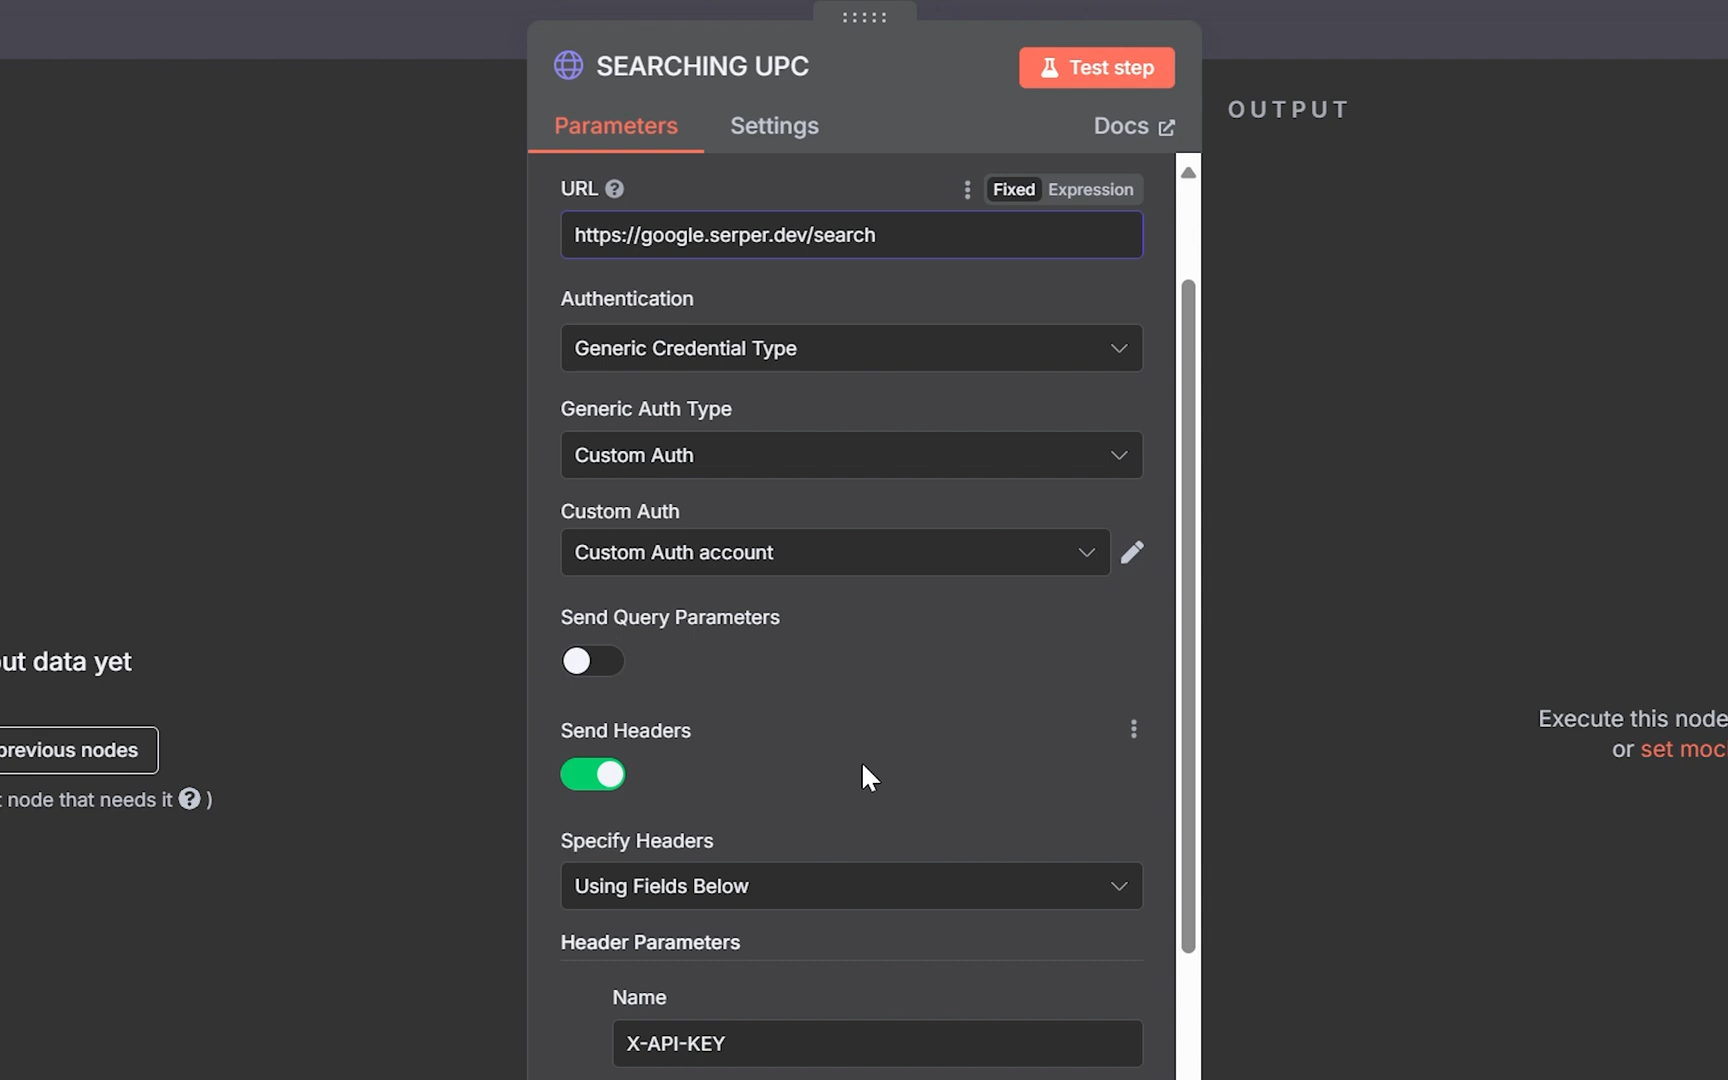 SEARCHING UPC
Test step
Parameters
Settings
Docs
OUTPUT
URL
Fixed
Expression
https://google.serper.dev/search
Authentication
Generic Credential Type
Generic Auth Type
Custom Auth
Custom Auth
Custom Auth account
Send Query Parameters
ut data yet
Send Headers
previous nodes
node that needs it ? )
Execute this node
or set moc
Specify Headers
Using Fields Below
Header Parameters
Name
X-API-KEY